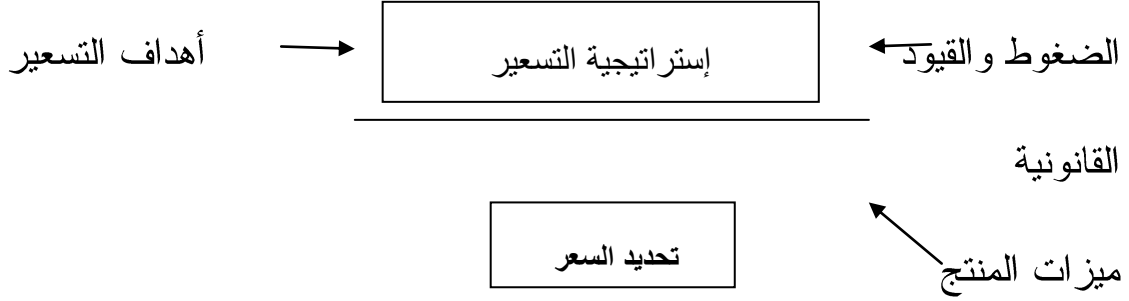 الضغوط والقيود
إستراتيجية التسعير
أهداف التسعير
القانونية
تحديد السعر
ميزات المنتج